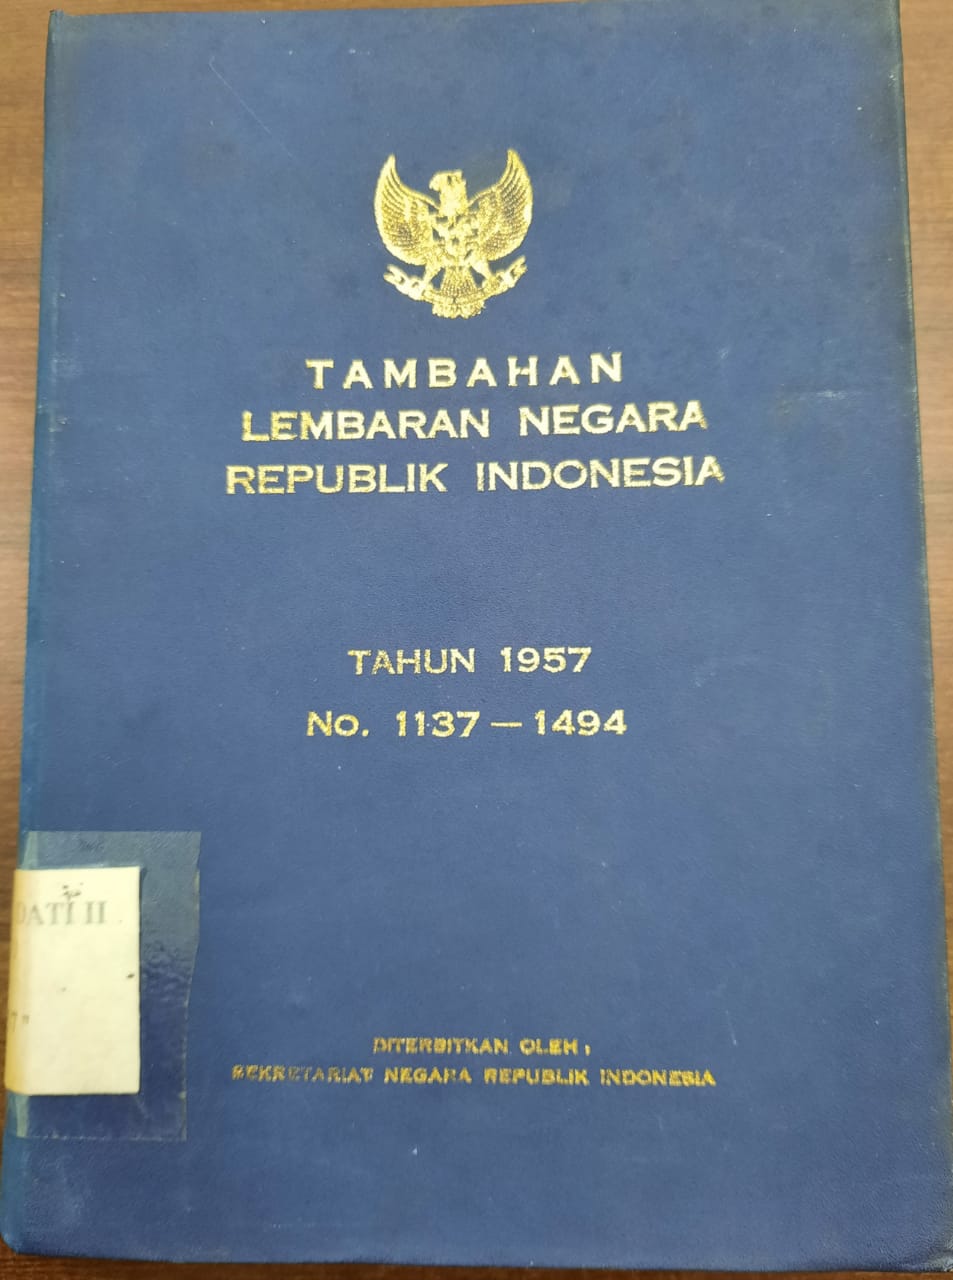 TAMBAHAN
LEMBARAN NEGARA
REPUBLIK INDONESIA
TAHUN 1957
No. 1137 — 1494
DATI II
DITERBITKAN OLEH :
SEKRETARIAT NEGARA REPUBLIK INDONESIA